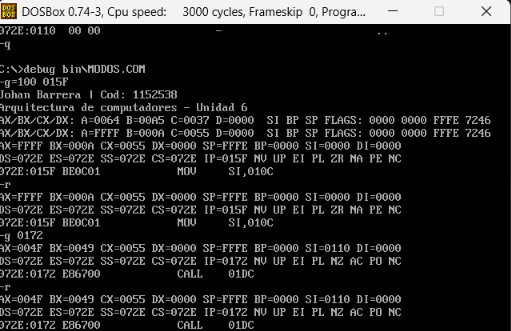 DOSBox 0.74-3, Cpu speed:    3000 cycles, Frameskip  0, Progra...
072E:0110  00 00                                           ..
-q
C:\>debug bin\MODOS.COM
-g=100 015F
Johan Barrera | Cod: 1152538
Arquitectura de computadores - Unidad 6
AX/BX/CX/DX: A=0064 B=00A5 C=0037 D=0000  SI BP SP FLAGS: 0000 0000 FFFE 7246
AX/BX/CX/DX: A=FFFF B=000A C=0055 D=0000  SI BP SP FLAGS: 0000 0000 FFFE 7246
AX=FFFF BX=000A CX=0055 DX=0000 SP=FFFE BP=0000 SI=0000 DI=0000
DS=072E ES=072E SS=072E CS=072E IP=015F NV UP EI PL ZR NA PE NC
072E:015F BE0C01        MOV     SI,010C
-r
AX=FFFF BX=000A CX=0055 DX=0000 SP=FFFE BP=0000 SI=0000 DI=0000
DS=072E ES=072E SS=072E CS=072E IP=015F NV UP EI PL ZR NA PE NC
072E:015F BE0C01        MOV     SI,010C
-g 0172
AX=004F BX=0049 CX=0055 DX=0000 SP=FFFE BP=0000 SI=0110 DI=0000
DS=072E ES=072E SS=072E CS=072E IP=0172 NV UP EI PL NZ AC PO NC
072E:0172 E86700        CALL    01DC
-r
AX=004F BX=0049 CX=0055 DX=0000 SP=FFFE BP=0000 SI=0110 DI=0000
DS=072E ES=072E SS=072E CS=072E IP=0172 NV UP EI PL NZ AC PO NC
072E:0172 E86700        CALL    01DC